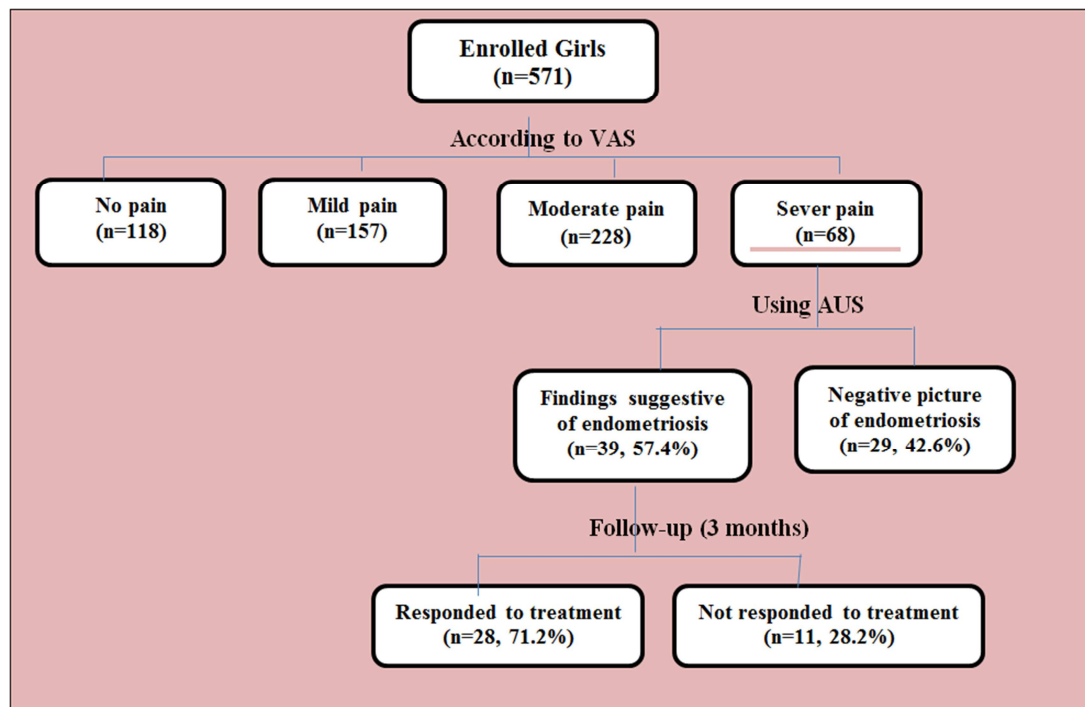 Enrolled Girls
(n=571)
According to VAS
No pain
(n=118)
Mild pain
(n=157)
Moderate pain
(n=228)
Sever pain
(n=68)
Using AUS
Findings suggestive
of endometriosis
(n=39, 57.4%)
Negative picture
of endometriosis
(n=29, 42.6%)
Follow-up (3 months)
Responded to treatment
(n=28, 71.2%)
Not responded to treatment
(n=11, 28.2%)